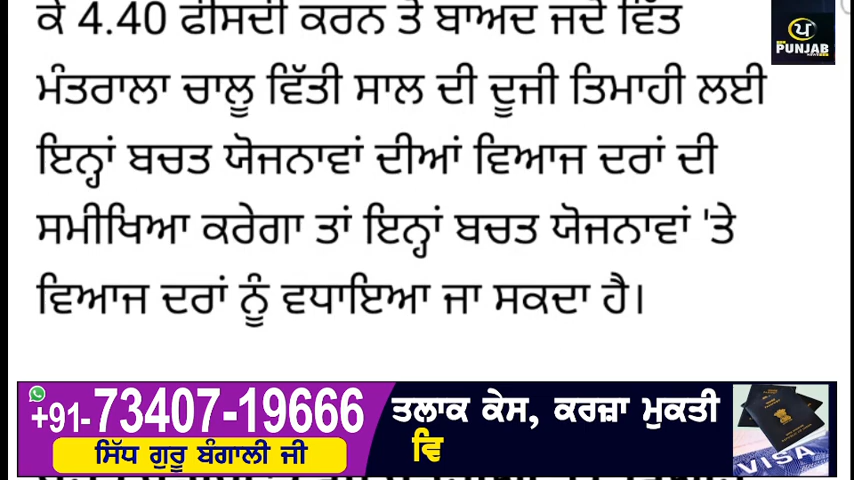 ਕੇ 4.40 ਫੀਸਦੀ ਕਰਨ ਤੋਂ ਬਾਅਦ ਜਦੋਂ ਵਿੱਤ
ਮੰਤਰਾਲਾ ਚਾਲੂ ਵਿੱਤੀ ਸਾਲ ਦੀ ਦੂਜੀ ਤਿਮਾਹੀ ਲਈ
ਇਨ੍ਹਾਂ ਬਚਤ ਯੋਜਨਾਵਾਂ ਦੀਆਂ ਵਿਆਜ ਦਰਾਂ ਦੀ
ਸਮੀਖਿਆ ਕਰੇਗਾ ਤਾਂ ਇਨ੍ਹਾਂ ਬਚਤ ਯੋਜਨਾਵਾਂ 'ਤੇ
ਵਿਆਜ ਦਰਾਂ ਨੂੰ ਵਧਾਇਆ ਜਾ ਸਕਦਾ ਹੈ।
ਪ
PUNJAB
+91-73407-19666
ਸਿੱਧ ਗੁਰੂ ਬੰਗਾਲੀ ਜੀ
ਤਲਾਕ ਕੇਸ, ਕਰਜ਼ਾ ਮੁਕਤੀ
ਵਿ
VISA